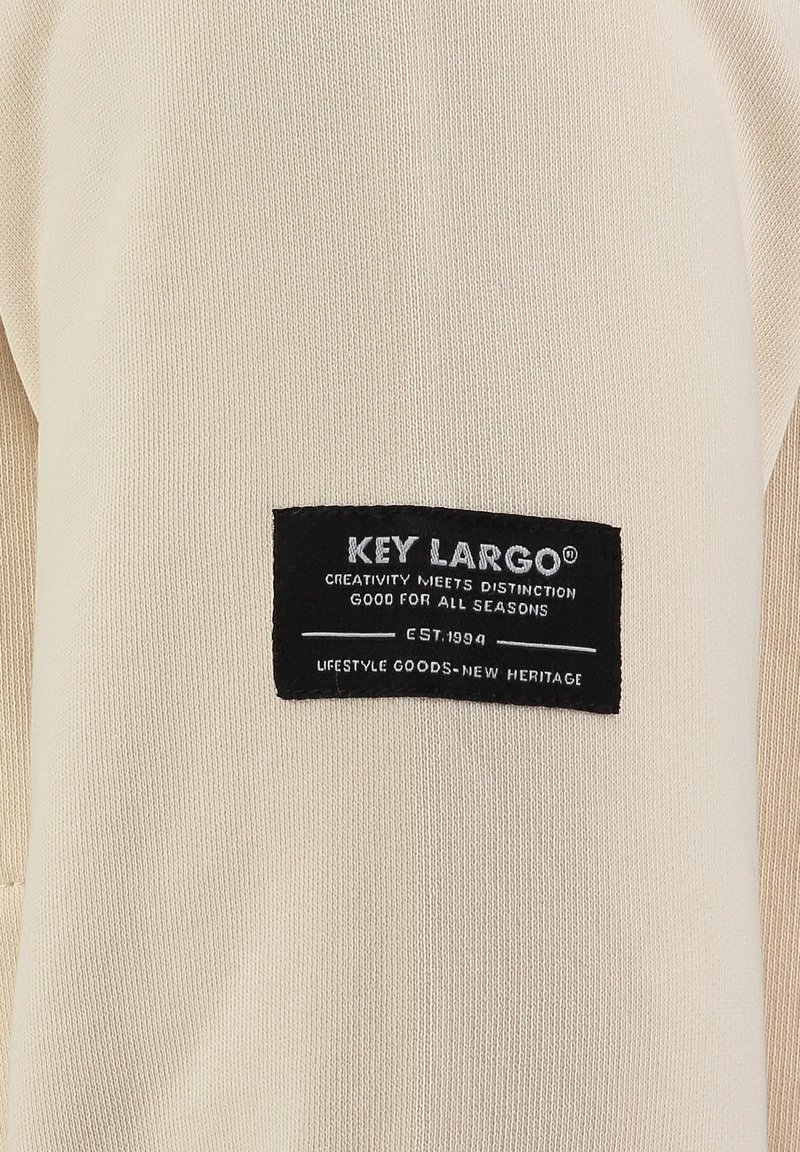 KEY LARGO®
CREATIVITY MEETS DISTINCTION
GOOD FOR ALL SEASONS
EST.1994
LIFESTYLE GOODS-NEW HERITAGE